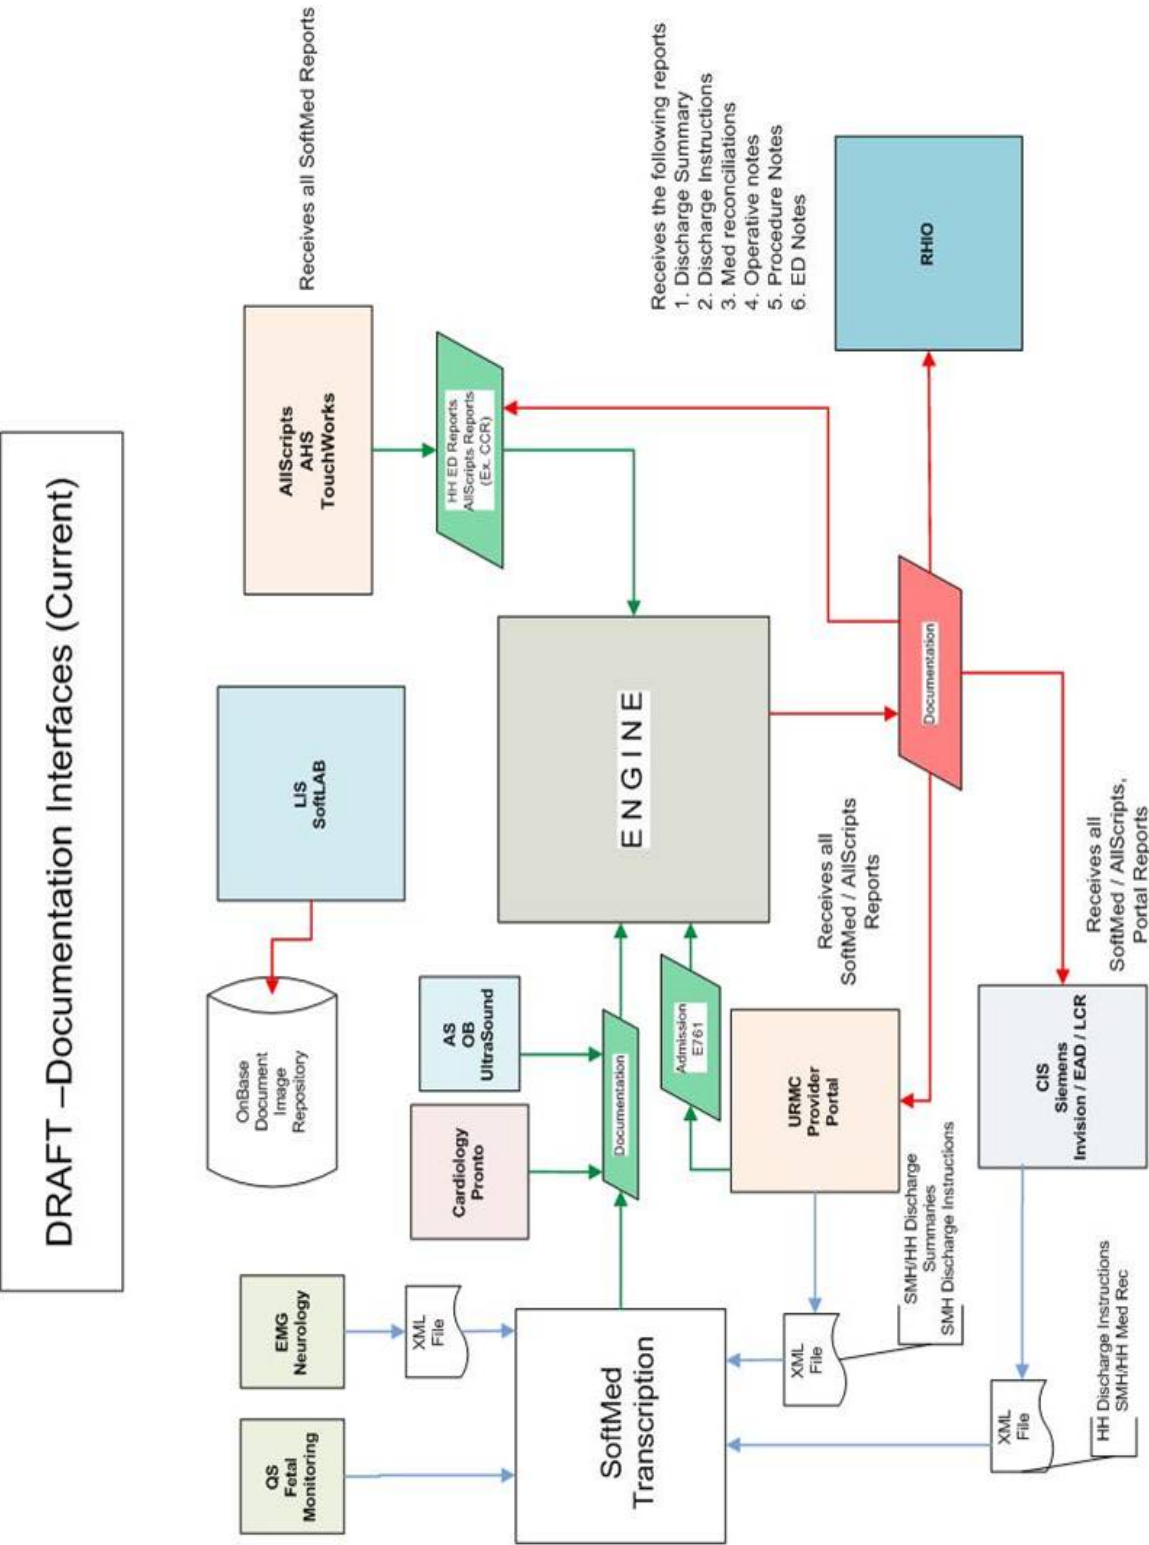 DRAFT –Documentation Interfaces (Current)
QS
Fetal
Monitoring
EMG
Neurology
XML
File
OnBase
Document
Image
Repository
LIS
SoftLAB
AllScripts
AHS
TouchWorks
Receives all SoftMed Reports
Cardiology
Pronto
AS
OB
UltraSound
HH ED Reports
AllScripts Reports
(Ex. CCR)
SoftMed
Transcription
Documentation
Admission
E761
E N G I N E
Receives the following reports
1. Discharge Summary
2. Discharge Instructions
3. Med reconciliations
4. Operative notes
5. Procedure Notes
6. ED Notes
XML
File
URMC
Provider
Portal
Receives all
SoftMed / AllScripts
Reports
Documentation
RHIO
SMH/HH Discharge
Summaries
SMH Discharge Instructions
XML
File
CIS
Siemens
Invision / EAD / LCR
Receives all
SoftMed / AllScripts,
Portal Reports
HH Discharge Instructions
SMH/HH Med Rec